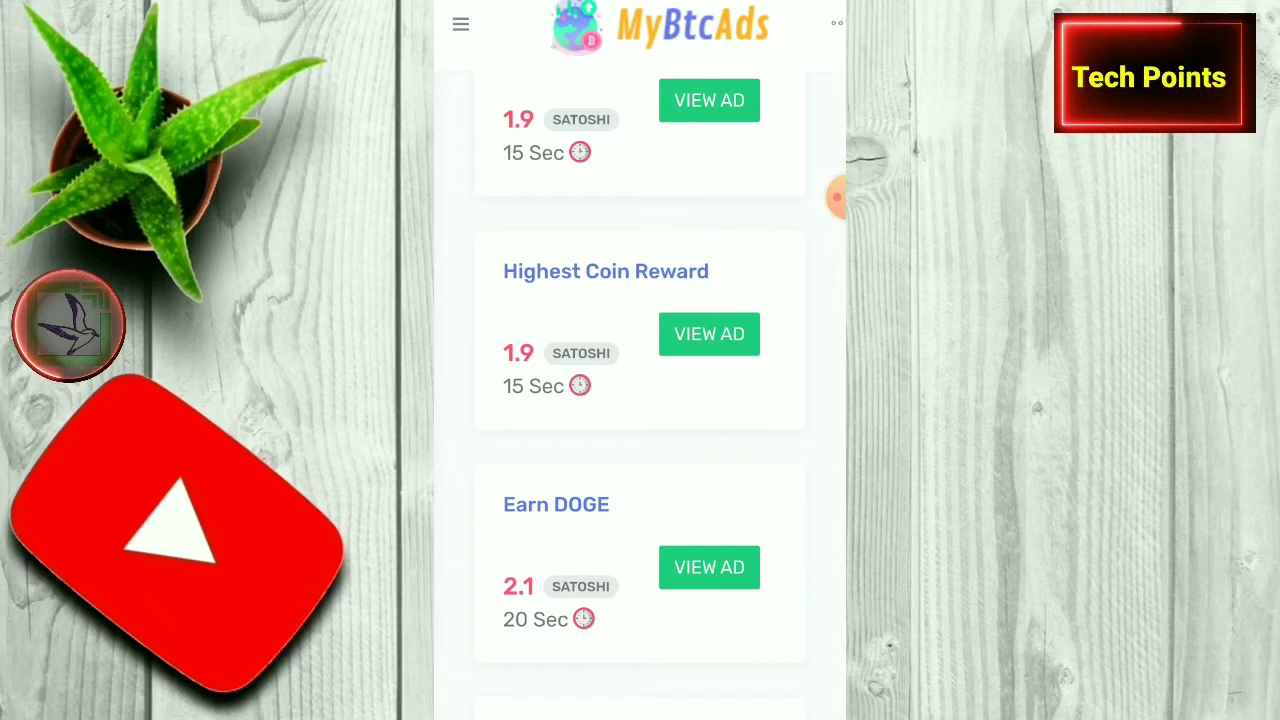 MyBtcAds
Tech Points
VIEW AD
1.9 SATOSHI
15 Sec
Highest Coin Reward
VIEW AD
1.9 SATOSHI
15 Sec
Earn DOGE
VIEW AD
2.1 SATOSHI
20 Sec